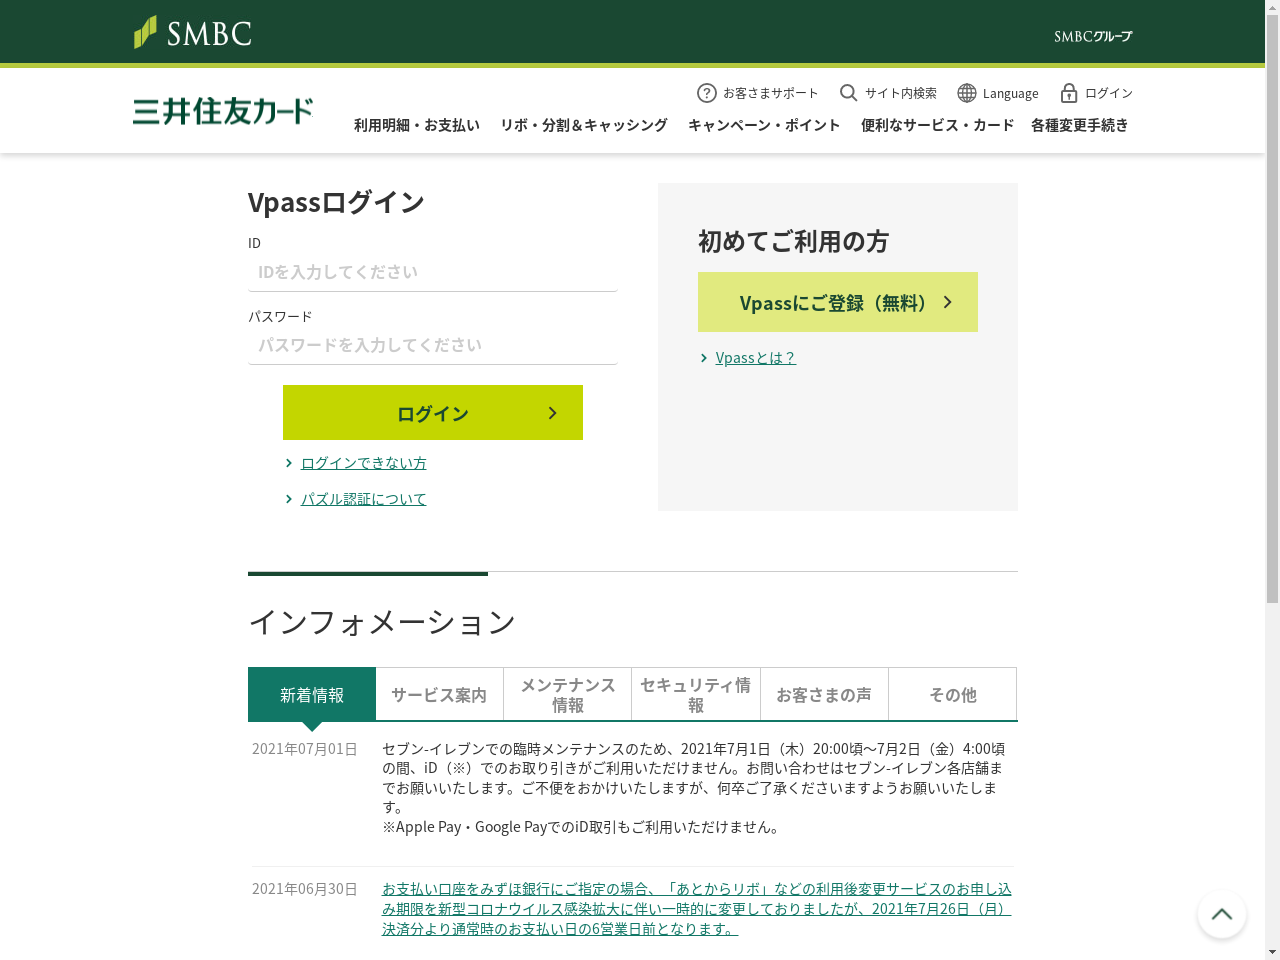 SMBC
SMBCグループ
三井住友カード
お客さまサポート
サイト内検索
Language
ログイン
利用明細・お支払い
リボ・分割＆キャッシング
キャンペーン・ポイント
便利なサービス・カード
各種変更手続き
Vpassログイン
ID
IDを入力してください
パスワード
パスワードを入力してください
ログイン
ログインできない方
パズル認証について
初めてご利用の方
Vpassにご登録（無料）
Vpassとは？
インフォメーション
新着情報
サービス案内
メンテナンス
情報
セキュリティ情
報
お客さまの声
その他
2021年07月01日
セブン‐イレブンでの臨時メンテナンスのため、2021年7月1日（木）20:00頃～7月2日（金）4:00頃
の間、iD（※）でのお取り引きがご利用いただけません。お問い合わせはセブン‐イレブン各店舗ま
でお願いいたします。ご不便をおかけいたしますが、何卒ご了承くださいますようお願いいたしま
す。
※Apple Pay・Google PayでのiD取引もご利用いただけません。
2021年06月30日
お支払い口座をみずほ銀行にご指定の場合、「あとからリボ」などの利用後変更サービスのお申し込
み期限を新型コロナウイルス感染拡大に伴い一時的に変更しておりましたが、2021年7月26日（月）
決済分より通常時のお支払い日の6営業日前となります。